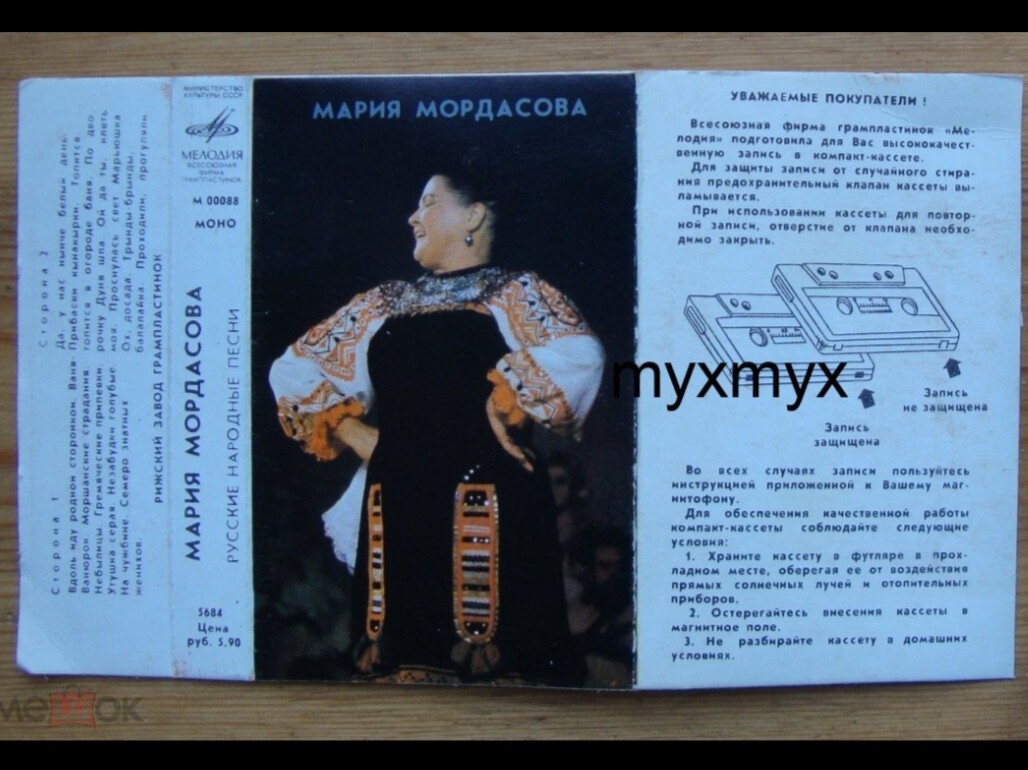 Сторона 1
Вдоль иду родной сторонкой. Ваня-
Ванюрок. Моршанские страдания.
Небылицы. Гремяческие припевки.
Утушка серая. Незабудки голубые.
На чужбине. Семеро знатных
женихов.
Сторона 2
Да, у нас нынче белый день.
Прибаски кынакырки. Топится
топится в огороде баня. По дво
рочку Дуня шла. Ой да ты, млеть
моя. Проснулась свет Марьюшка
Ох, досада. Трынды брынды,
балалайка. Проходили, прогуляли
МИНИСТЕРСТВО
КУЛЬТУРЫ СССР
МЕЛОДИЯ
ВСЕСОЮЗНАЯ
ФИРМА
ГРАМПЛАСТИНОК
М 00088
МОНО
РИЖСКИЙ ЗАВОД ГРАМПЛАСТИНОК
МАРИЯ МОРДАСОВА
РУССКИЕ НАРОДНЫЕ ПЕСНИ
5684
Цена
руб. 5,90
МАРИЯ МОРДАСОВА
УВАЖАЕМЫЕ ПОКУПАТЕЛИ !
Всесоюзная фирма грампластинок «Ме-
лодия» подготовила для Вас высококачест-
венную запись в компакт-кассете.
Для защиты записи от случайного стира-
ния предохранительный клапан кассеты вы-
ламывается.
При использовании кассеты для повтор-
ной записи, отверстие от клапана необхо-
димо закрыть.
Запись
не защищена
Запись
защищена
Во всех случаях записи пользуйтесь
инструкцией приложенной к Вашему маг-
нитофону.
Для обеспечения качественной работы
компакт-кассеты соблюдайте следующие
условия:
1. Храните кассету в футляре в прох-
ладном месте, оберегая ее от воздействия
прямых солнечных лучей и отопительных
приборов.
2. Остерегайтесь внесения кассеты в
магнитное поле.
3. Не разбирайте кассету в домашних
условиях.
myxmyx
мешок